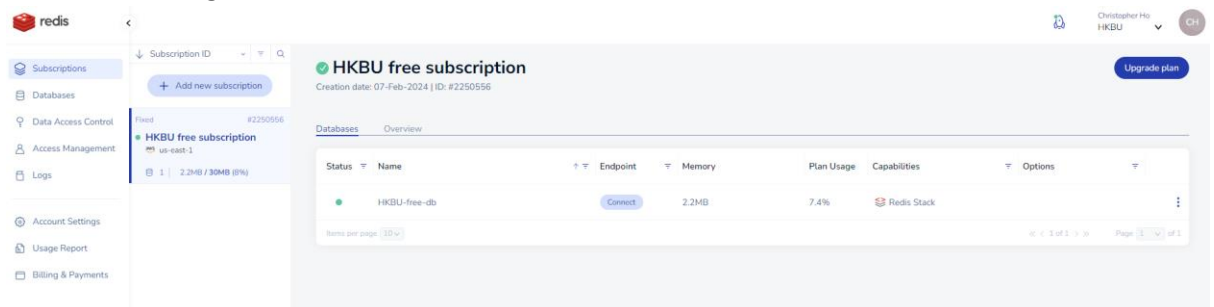 redis
Christopher Ho
HKBU
CH
Subscriptions
Databases
Data Access Control
Access Management
Logs
Account Settings
Usage Report
Billing & Payments
Subscription ID
+ Add new subscription
Fixed #2250556
HKBU free subscription
us-east-1
1 | 2.2MB / 30MB (8%)
HKBU free subscription
Upgrade plan
Creation date: 07-Feb-2024 | ID: #2250556
Databases Overview
Status Name Endpoint Memory Plan Usage Capabilities Options
HKBU-free-db Connect 2.2MB 7.4% Redis Stack
Items per page 10 1 of 1 Page 1 of 1